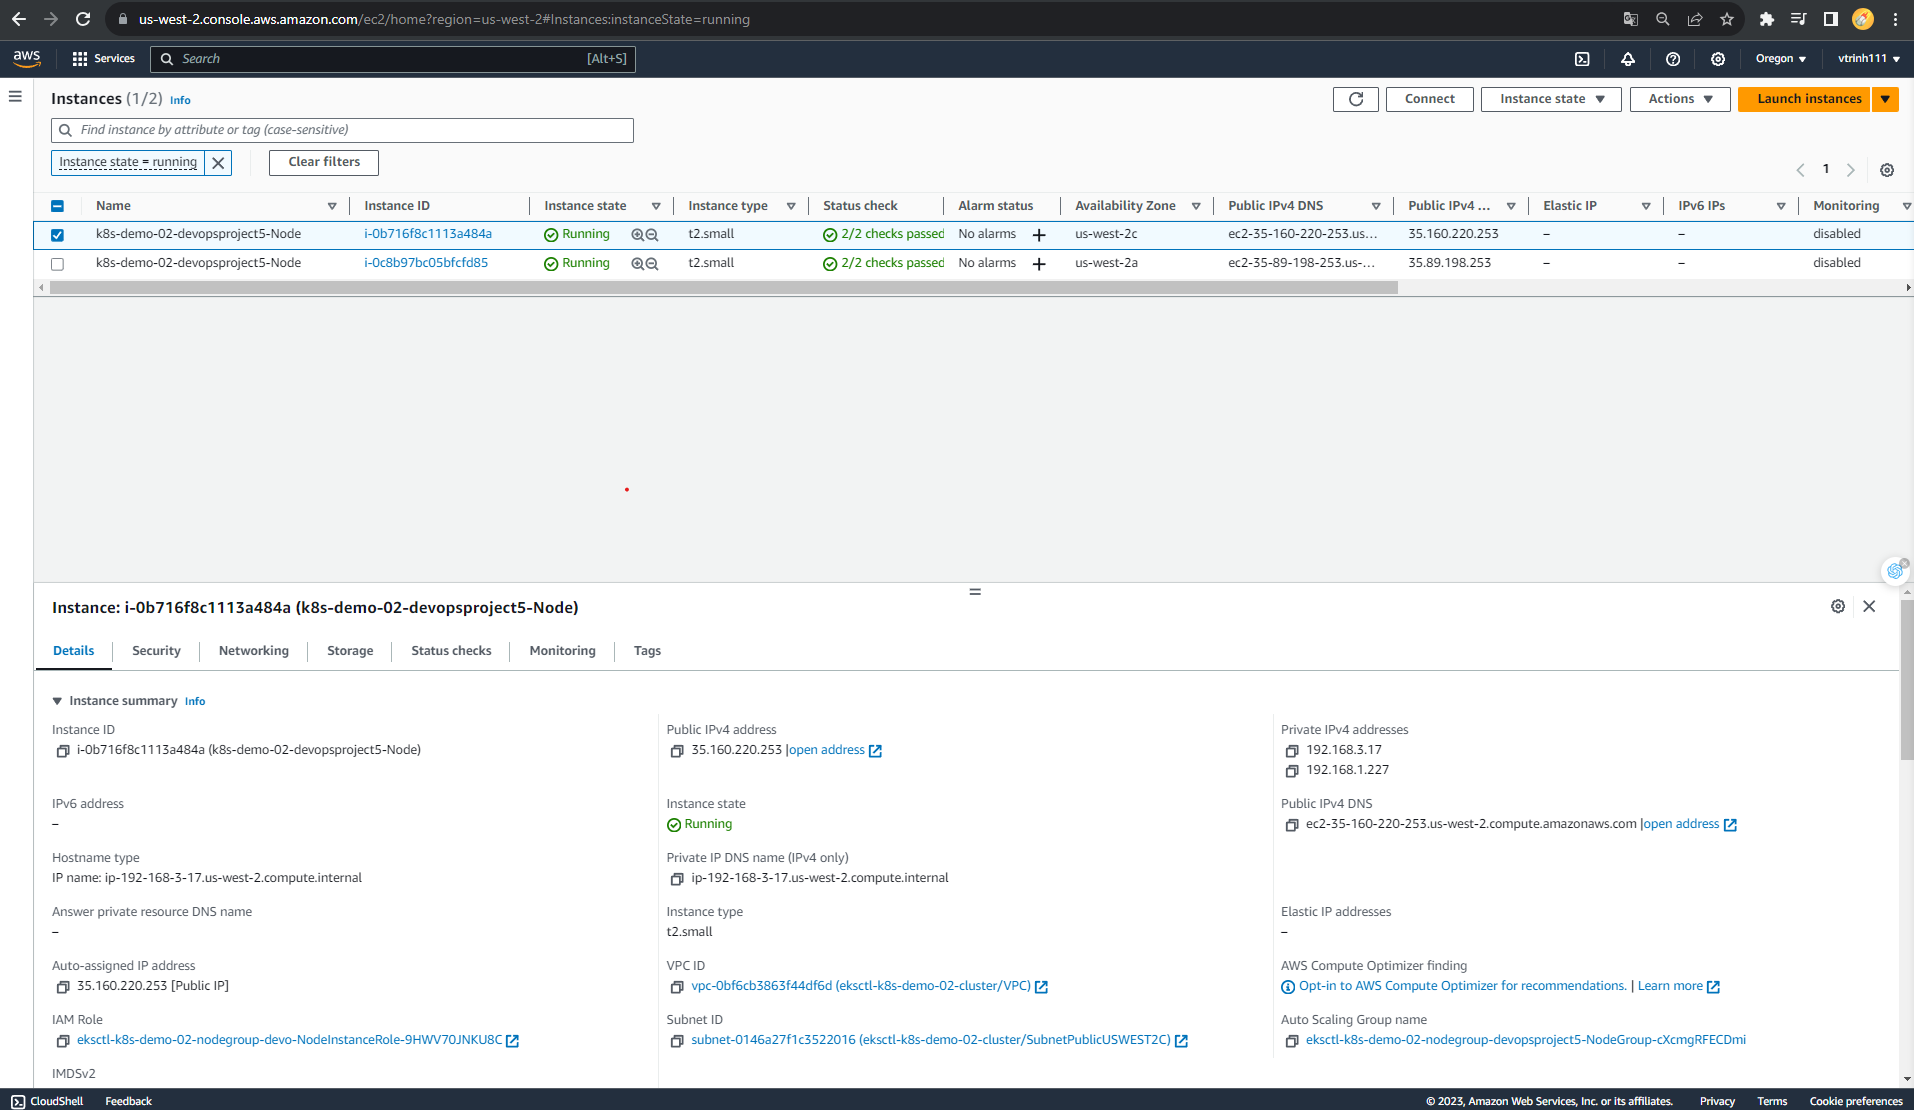 us-west-2.console.aws.amazon.com/ec2/home?region=us-west-2#Instances:instanceState=running
aws Services Search [Alt+S] Oregon vtrinh111
Instances (1/2) Info Connect Instance state Actions Launch instances
Find instance by attribute or tag (case-sensitive)
Instance state = running Clear filters
1
Name Instance ID Instance state Instance type Status check Alarm status Availability Zone Public IPv4 DNS Public IPv4 ... Elastic IP IPv6 IPs Monitoring
k8s-demo-02-devopsproject5-Node i-0b716f8c1113a484a Running t2.small 2/2 checks passed No alarms us-west-2c ec2-35-160-220-253.us... 35.160.220.253 – – disabled
k8s-demo-02-devopsproject5-Node i-0c8b97bc05bfcfd85 Running t2.small 2/2 checks passed No alarms us-west-2a ec2-35-89-198-253.us-... 35.89.198.253 – – disabled
Instance: i-0b716f8c1113a484a (k8s-demo-02-devopsproject5-Node)
Details Security Networking Storage Status checks Monitoring Tags
Instance summary Info
Instance ID Public IPv4 address Private IPv4 addresses
i-0b716f8c1113a484a (k8s-demo-02-devopsproject5-Node) 35.160.220.253 |open address 192.168.3.17
192.168.1.227
IPv6 address Instance state Public IPv4 DNS
– Running ec2-35-160-220-253.us-west-2.compute.amazonaws.com |open address
Hostname type Private IP DNS name (IPv4 only)
IP name: ip-192-168-3-17.us-west-2.compute.internal ip-192-168-3-17.us-west-2.compute.internal
Answer private resource DNS name Instance type Elastic IP addresses
– t2.small –
Auto-assigned IP address VPC ID AWS Compute Optimizer finding
35.160.220.253 [Public IP] vpc-0bf6cb3863f44df6d (eksctl-k8s-demo-02-cluster/VPC) Opt-in to AWS Compute Optimizer for recommendations. | Learn more
IAM Role Subnet ID Auto Scaling Group name
eksctl-k8s-demo-02-nodegroup-devo-NodeInstanceRole-9HWV70JNKU8C subnet-0146a27f1c3522016 (eksctl-k8s-demo-02-cluster/SubnetPublicUSWEST2C) eksctl-k8s-demo-02-nodegroup-devopsproject5-NodeGroup-cXcmgRFECDmi
IMDSv2
CloudShell Feedback © 2023, Amazon Web Services, Inc. or its affiliates. Privacy Terms Cookie preferences